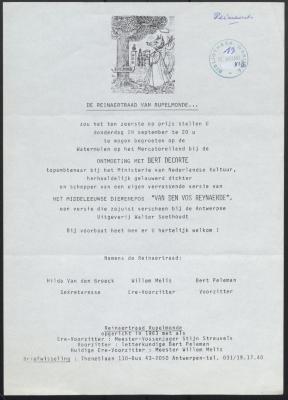 Reinaert
13
DE REINAERTRAAD VAN RUPELMONDE...
zou het ten zeerste op prijs stellen U
donderdag 28 september te 20 u
te mogen begroeten op de
Watermolen op het Mercatoreiland bij de
ONTMOETING MET BERT DECORTE
topambtenaar bij het Ministerie van Nederlandse Kultuur,
herhaaldelijk gelauwerd dichter
en schepper van een eigen verrassende versie van
HET MIDDELEEUWSE DIERENEPOS "VAN DEN VOS REYNAERDE",
een versie die zojuist verscheen bij de Antwerpse
Uitgeverij Walter Soethoudt
Bij voorbaat heet men er U hartelijk welkom !
Namens de Reinaertraad:
Hilda Van den Broeck Willem Melis Bert Peleman
Sekretaresse Ere-Voorzitter Voorzitter
Reinaertraad Rupelmonde
opgericht in 1963 met als
Ere-Voorzitter : Meester-Vossenjager Stijn Streuvels
Voorzitter : letterkundige Bert Peleman
Huidige Ere-Voorzitter : Meester Willem Melis
Briefwisseling : Thonetlaan 110-Bus 43-2050 Antwerpen-tel. 031/19.17.40